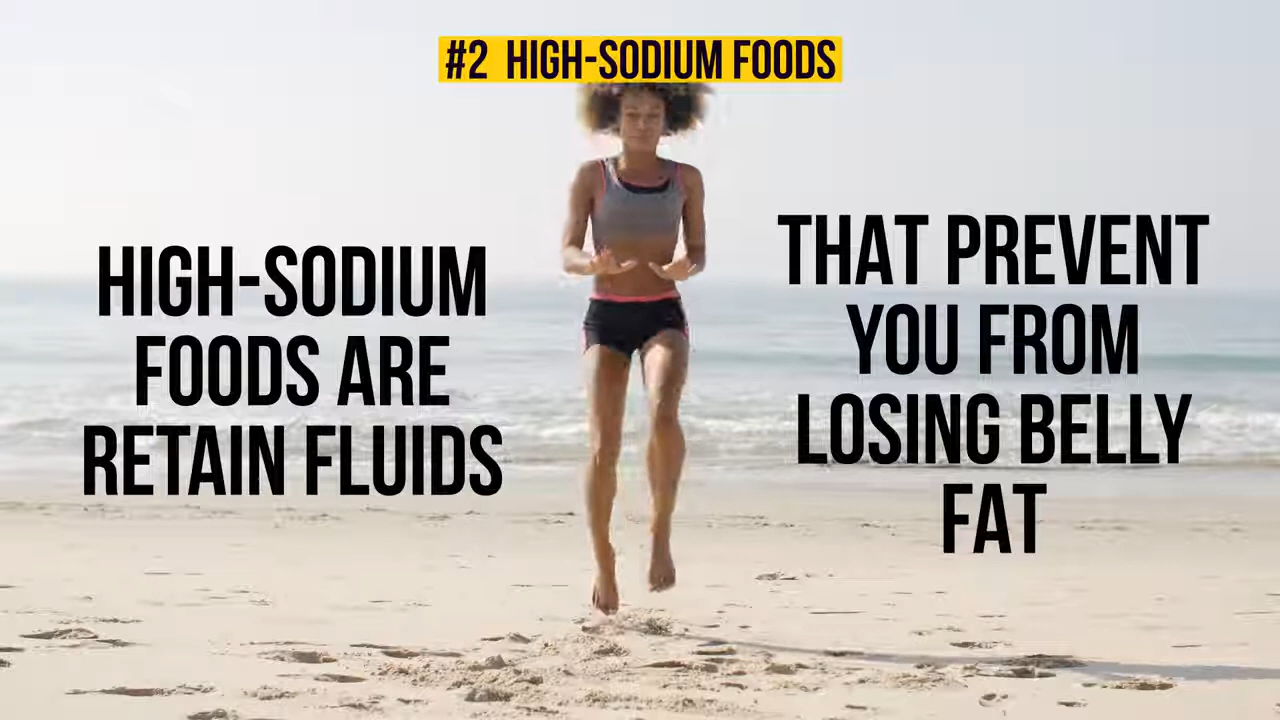 #2 HIGH-SODIUM FOODS
HIGH-SODIUM
FOODS ARE
RETAIN FLUIDS
THAT PREVENT
YOU FROM
LOSING BELLY
FAT